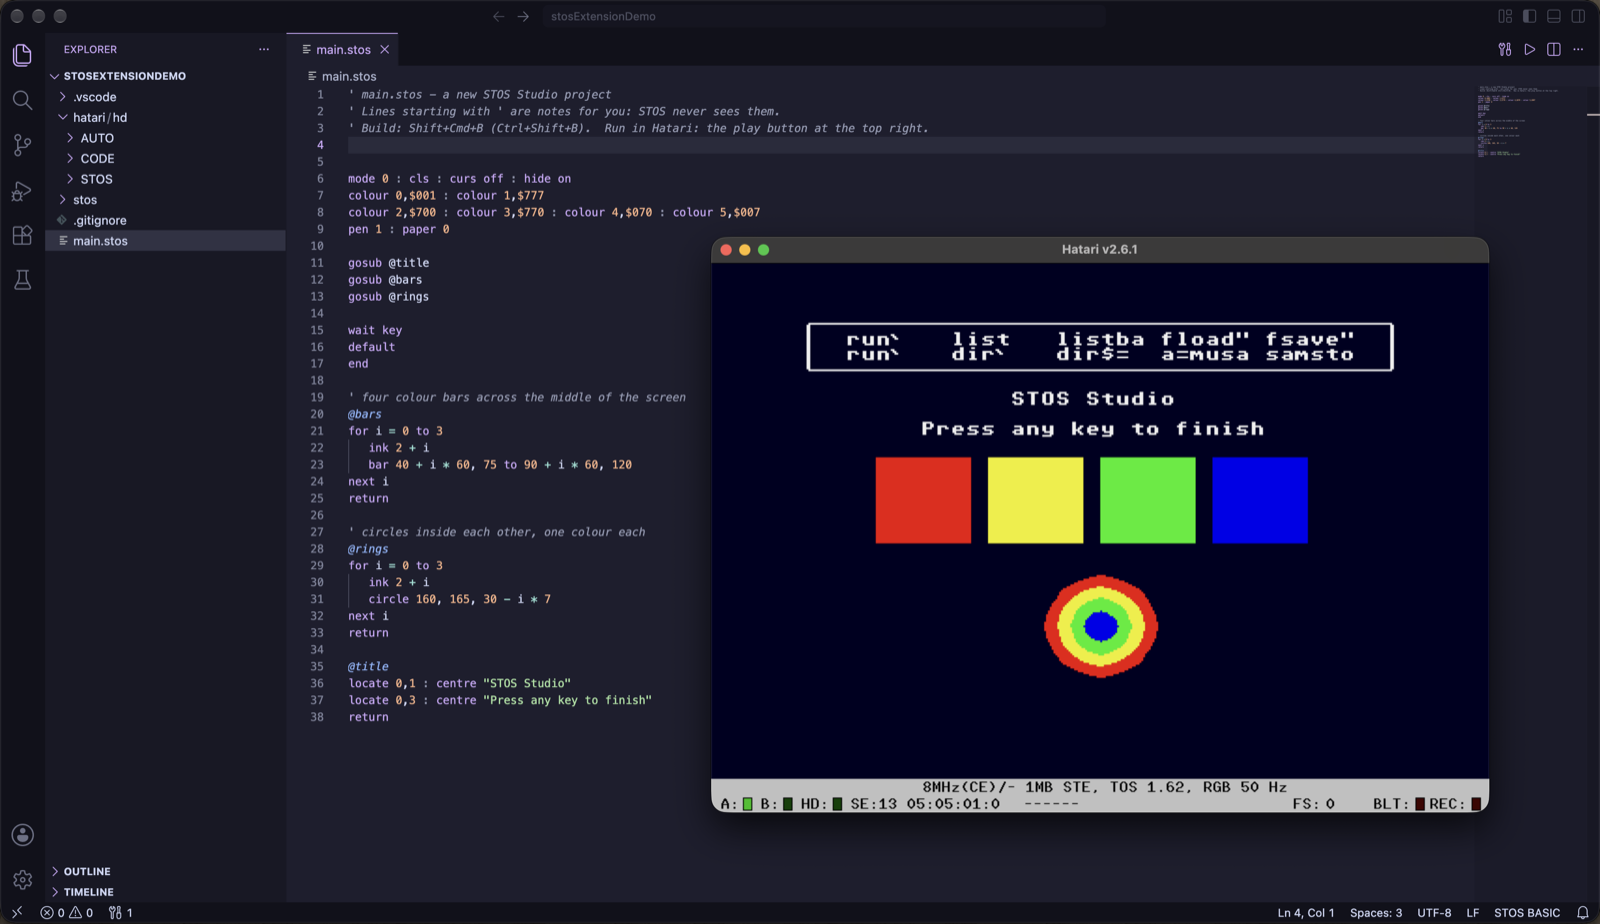 stosExtensionDemo
EXPLORER
STOSEXTENSIONDEMO
.vscode
hatari/hd
AUTO
CODE
STOS
stos
.gitignore
main.stos
OUTLINE
TIMELINE
main.stos
main.stos
1 ' main.stos – a new STOS Studio project
2 ' Lines starting with ' are notes for you: STOS never sees them.
3 ' Build: Shift+Cmd+B (Ctrl+Shift+B).  Run in Hatari: the play button at the top right.
4
5
6 mode 0 : cls : curs off : hide on
7 colour 0,$001 : colour 1,$777
8 colour 2,$700 : colour 3,$770 : colour 4,$070 : colour 5,$007
9 pen 1 : paper 0
10
11 gosub @title
12 gosub @bars
13 gosub @rings
14
15 wait key
16 default
17 end
18
19 ' four colour bars across the middle of the screen
20 @bars
21 for i = 0 to 3
22    ink 2 + i
23    bar 40 + i * 60, 75 to 90 + i * 60, 120
24 next i
25 return
26
27 ' circles inside each other, one colour each
28 @rings
29 for i = 0 to 3
30    ink 2 + i
31    circle 160, 165, 30 - i * 7
32 next i
33 return
34
35 @title
36 locate 0,1 : centre "STOS Studio"
37 locate 0,3 : centre "Press any key to finish"
38 return
Hatari v2.6.1
run` list listba fload" fsave"
run` dir` dir$= a=musa samsto
STOS Studio
Press any key to finish
8MHz(CE)/- 1MB STE, TOS 1.62, RGB 50 Hz
A: B: HD: SE:13 05:05:01:0 ------ FS: 0 BLT: REC:
0 0 1
Ln 4, Col 1 Spaces: 3 UTF-8 LF STOS BASIC